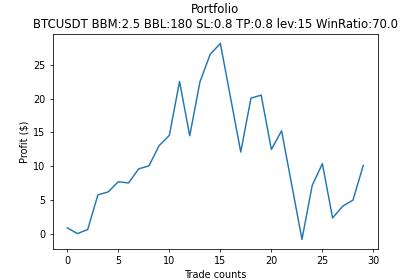 Portfolio
BTCUSDT BBM:2.5 BBL:180 SL:0.8 TP:0.8 lev:15 WinRatio:70.0
25
20
15
10
5
0
Profit ($)
0 5 10 15 20 25 30
Trade counts